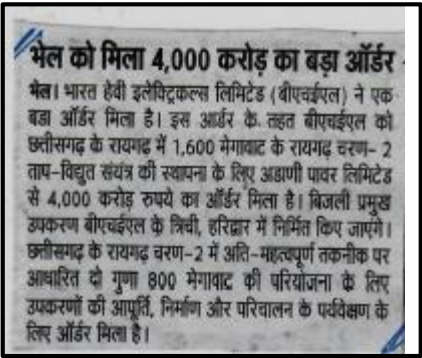 भेल को मिला 4,000 करोड़ का बड़ा ऑर्डर
भेल। भारत हेवी इलेक्ट्रिकल्स लिमिटेड (बीएचईएल) ने एक
बडा ऑर्डर मिला है। इस आर्डर के तहत बीएचईएल को
छत्तीसगढ़ के रायगढ़ में 1,600 मेगावाट के रायगढ़ चरण-2
ताप-विद्युत संयंत्र की स्थापना के लिए अडाणी पावर लिमिटेड
से 4,000 करोड़ रुपये का ऑर्डर मिला है। बिजली प्रमुख
उपकरण बीएचईएल के त्रिची, हरिद्वार में निर्मित किए जाएंगे।
छत्तीसगढ़ के रायगढ़ चरण-2 में अति-महत्वपूर्ण तकनीक पर
आधारित दो गुणा 800 मेगावाट की परियोजना के लिए
उपकरणों की आपूर्ति, निर्माण और परिचालन के पर्यवेक्षण के
लिए ऑर्डर मिला है।